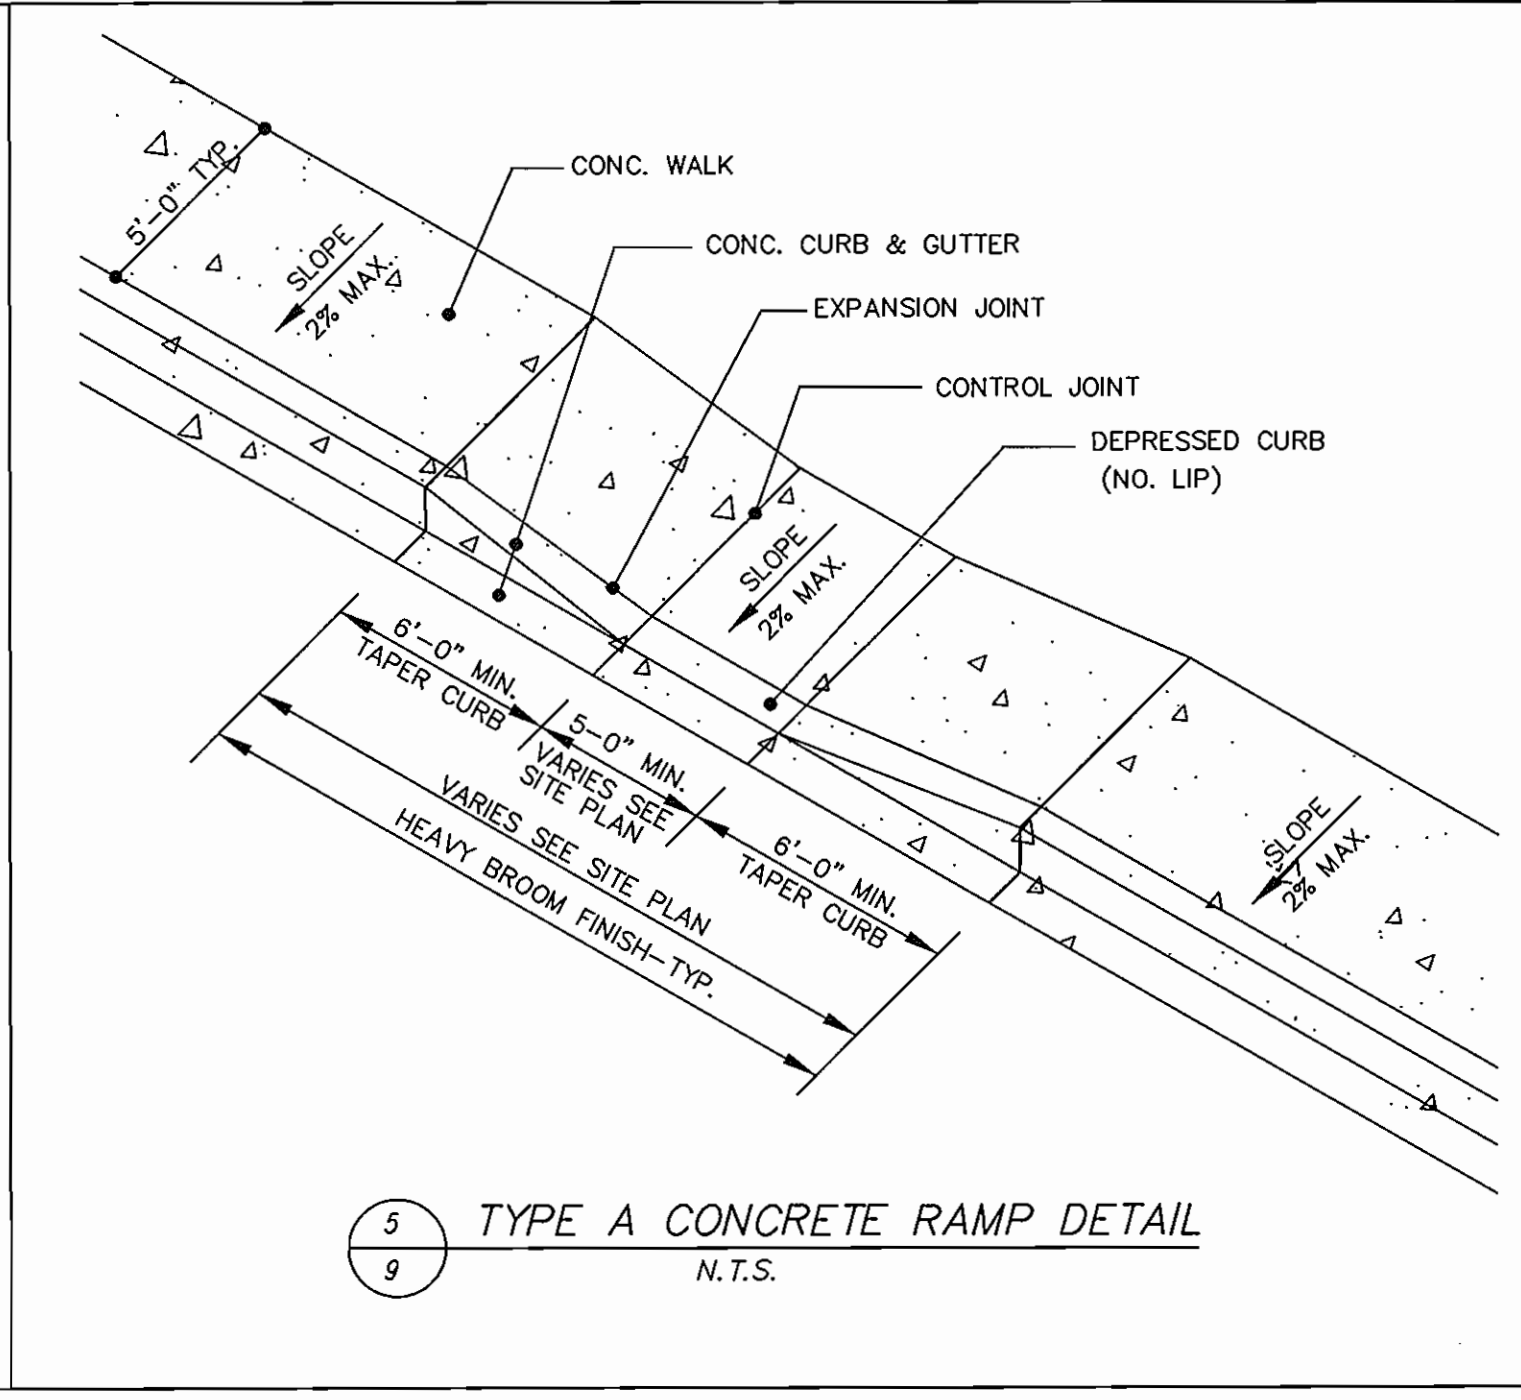 CONC. WALK
5'-0" TYP.
CONC. CURB & GUTTER
SLOPE
2% MAX.
EXPANSION JOINT
CONTROL JOINT
DEPRESSED CURB
(NO. LIP)
SLOPE
2% MAX.
6'-0" MIN.
TAPER CURB
5-0" MIN.
VARIES SEE
SITE PLAN
6'-0" MIN.
TAPER CURB
SLOPE
2% MAX.
VARIES SEE SITE PLAN
HEAVY BROOM FINISH-TYP.
5
9
TYPE A CONCRETE RAMP DETAIL
N.T.S.